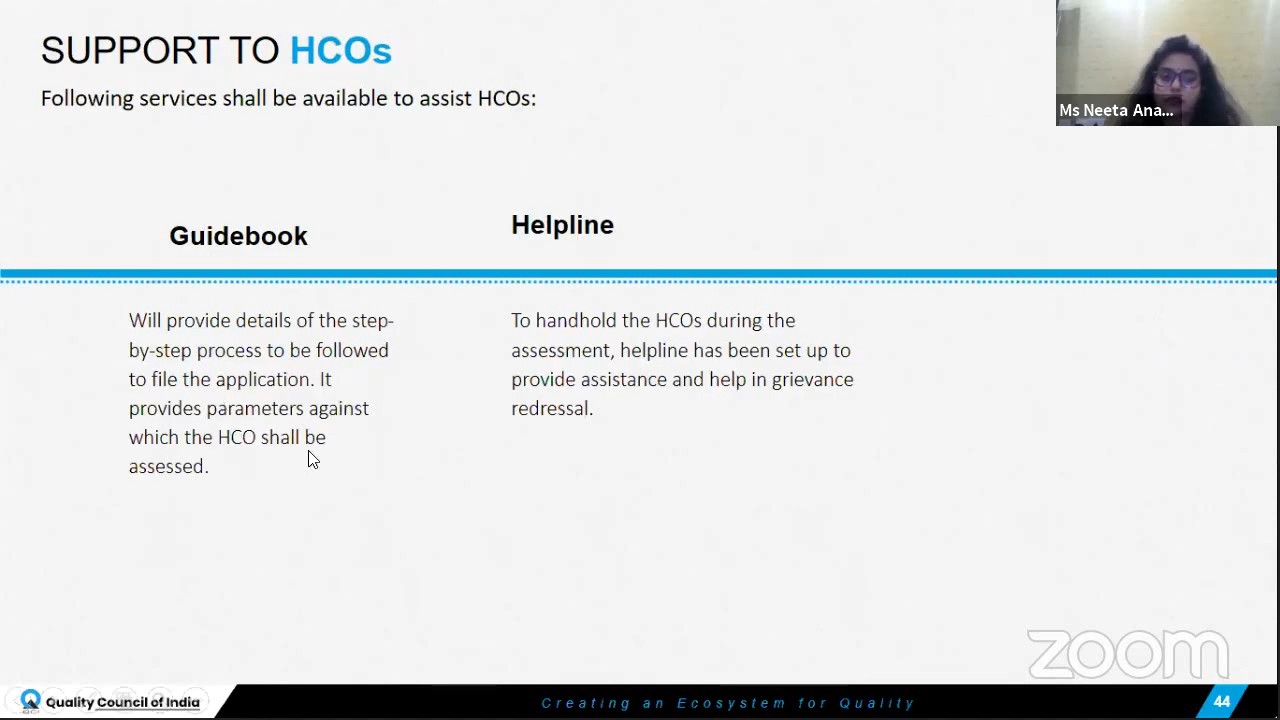 SUPPORT TO HCOs
Following services shall be available to assist HCOs:
Ms Neeta Ana...
Guidebook
Helpline
Will provide details of the step-
by-step process to be followed
to file the application. It
provides parameters against
which the HCO shall be
assessed.
To handhold the HCOs during the
assessment, helpline has been set up to
provide assistance and help in grievance
redressal.
zoom
Quality Council of India
Creating an Ecosystem for Quality
44